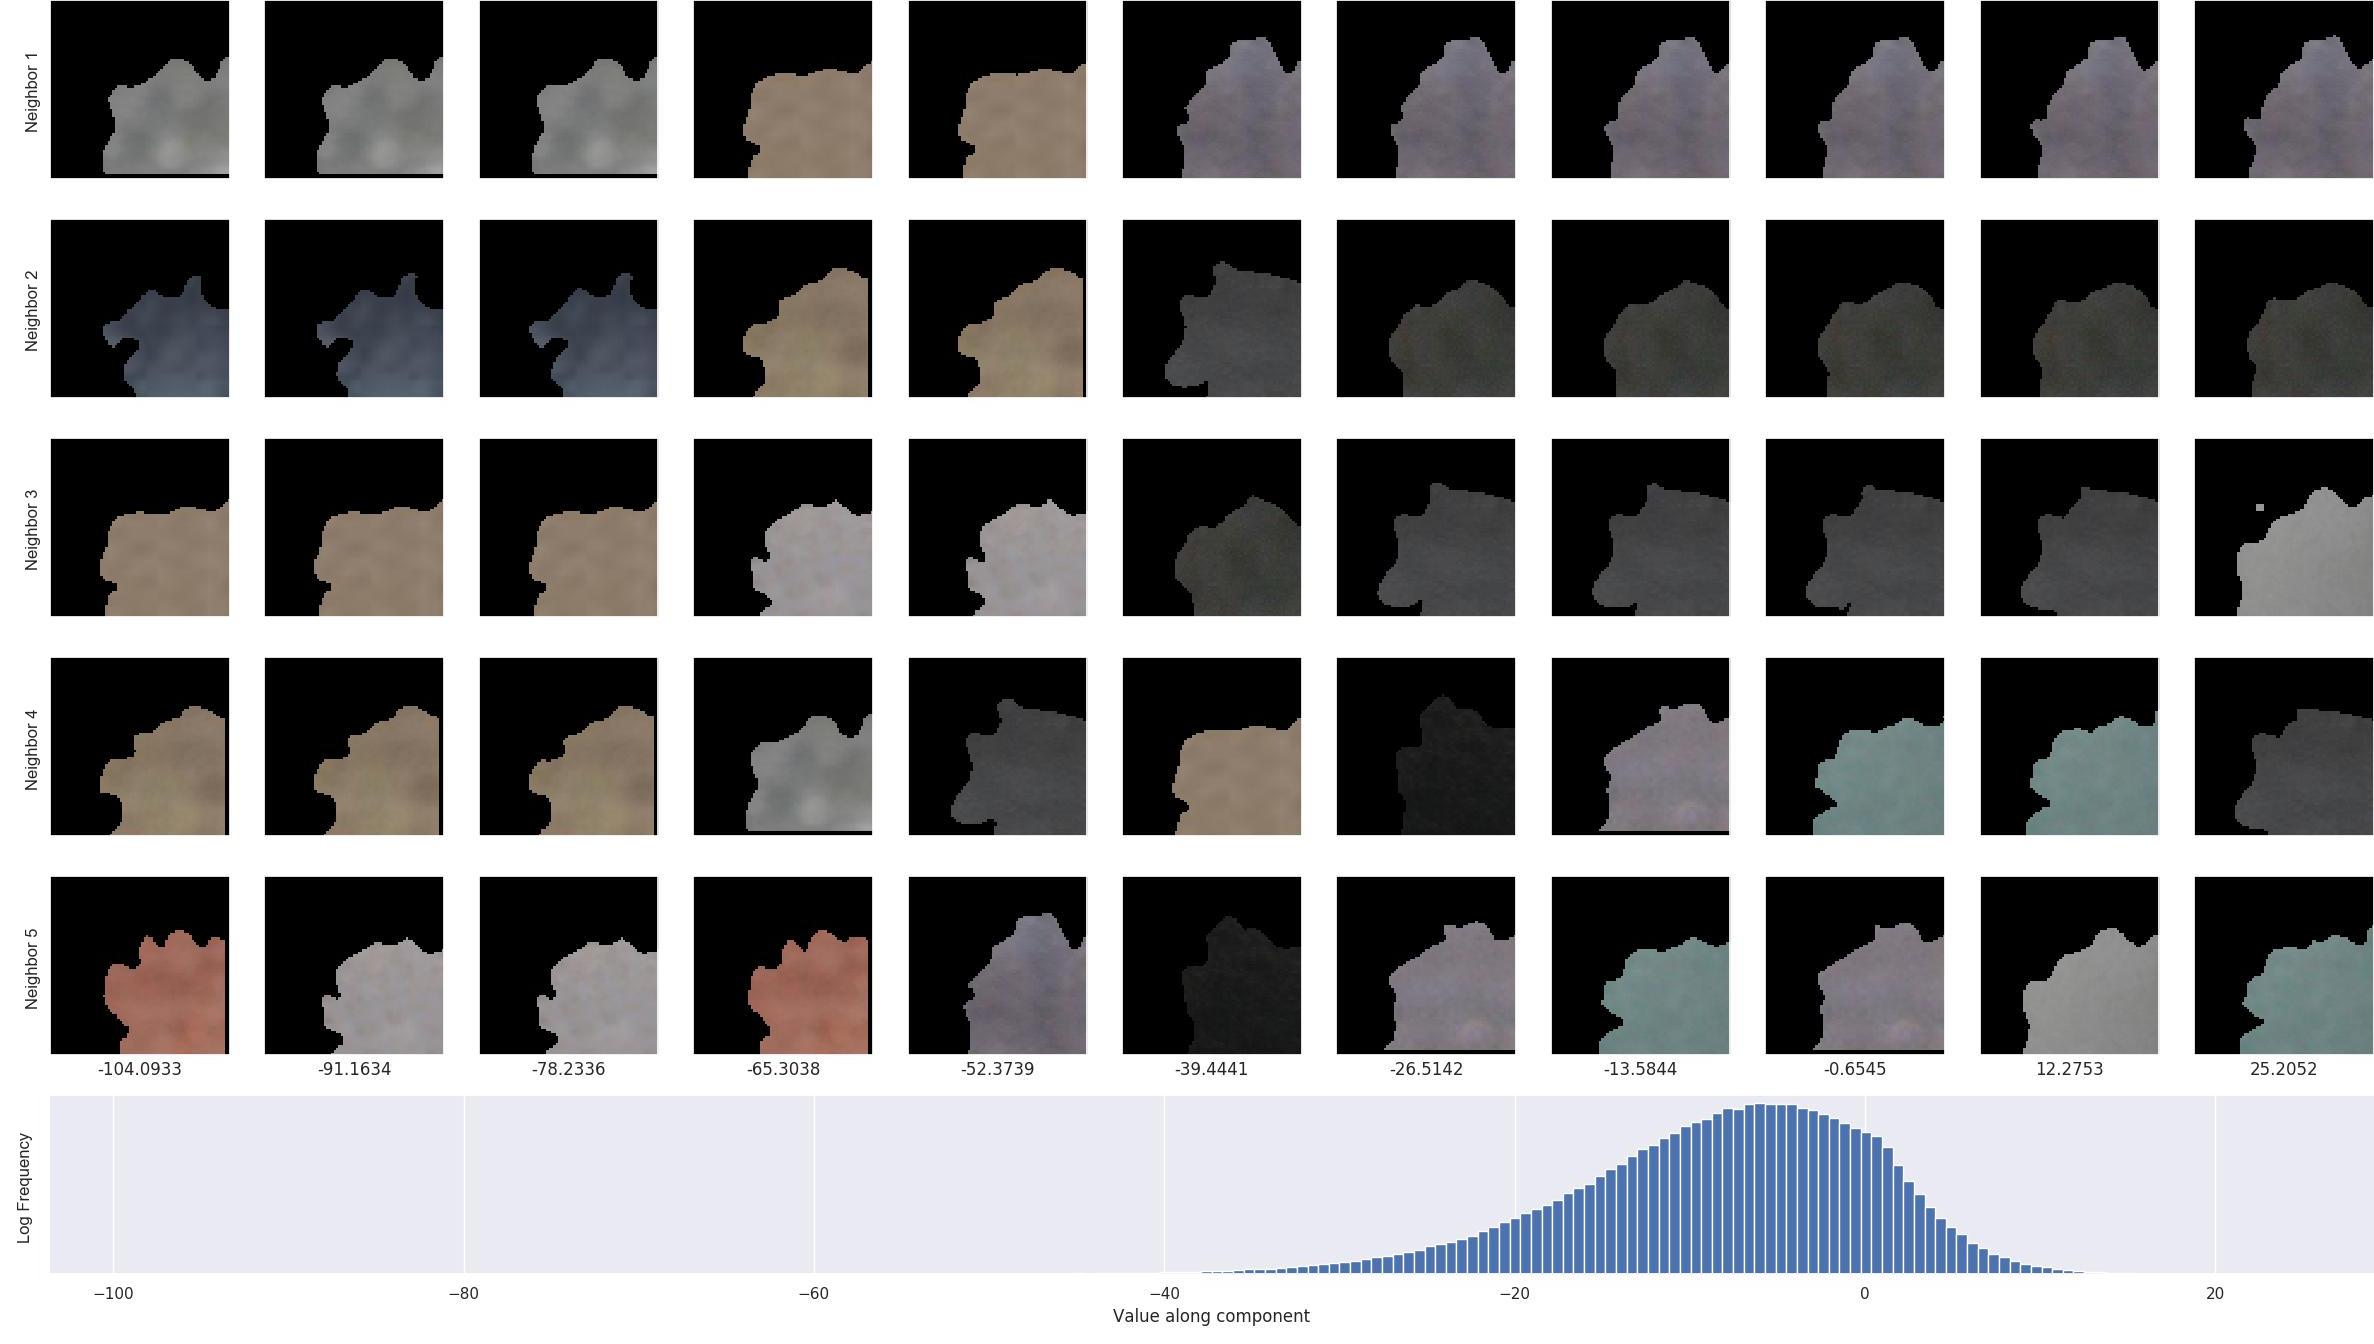 Neighbor 1
Neighbor 2
Neighbor 3
Neighbor 4
Neighbor 5
-104.0933 -91.1634 -78.2336 -65.3038 -52.3739 -39.4441 -26.5142 -13.5844 -0.6545 12.2753 25.2052
Log Frequency
−100 −80 −60 −40 −20 0 20
Value along component